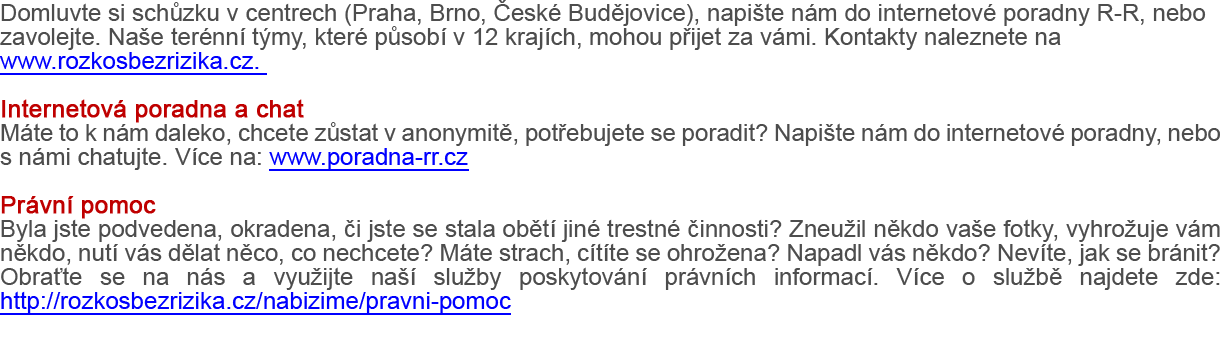 Domluvte si schůzku v centrech (Praha, Brno, České Budějovice), napište nám do internetové poradny R-R, nebo
zavolejte. Naše terénní týmy, které působí v 12 krajích, mohou přijet za vámi. Kontakty naleznete na
www.rozkosbezrizika.cz.
Internetová poradna a chat
Máte to k nám daleko, chcete zůstat v anonymitě, potřebujete se poradit? Napište nám do internetové poradny, nebo
s námi chatujte. Více na: www.poradna-rr.cz
Právní pomoc
Byla jste podvedena, okradena, či jste se stala obětí jiné trestné činnosti? Zneužil někdo vaše fotky, vyhrožuje vám
někdo, nutí vás dělat něco, co nechcete? Máte strach, cítíte se ohrožena? Napadl vás někdo? Nevíte, jak se bránit?
Obraťte se na nás a využijte naší služby poskytování právních informací. Více o službě najdete zde:
http://rozkosbezrizika.cz/nabizime/pravni-pomoc